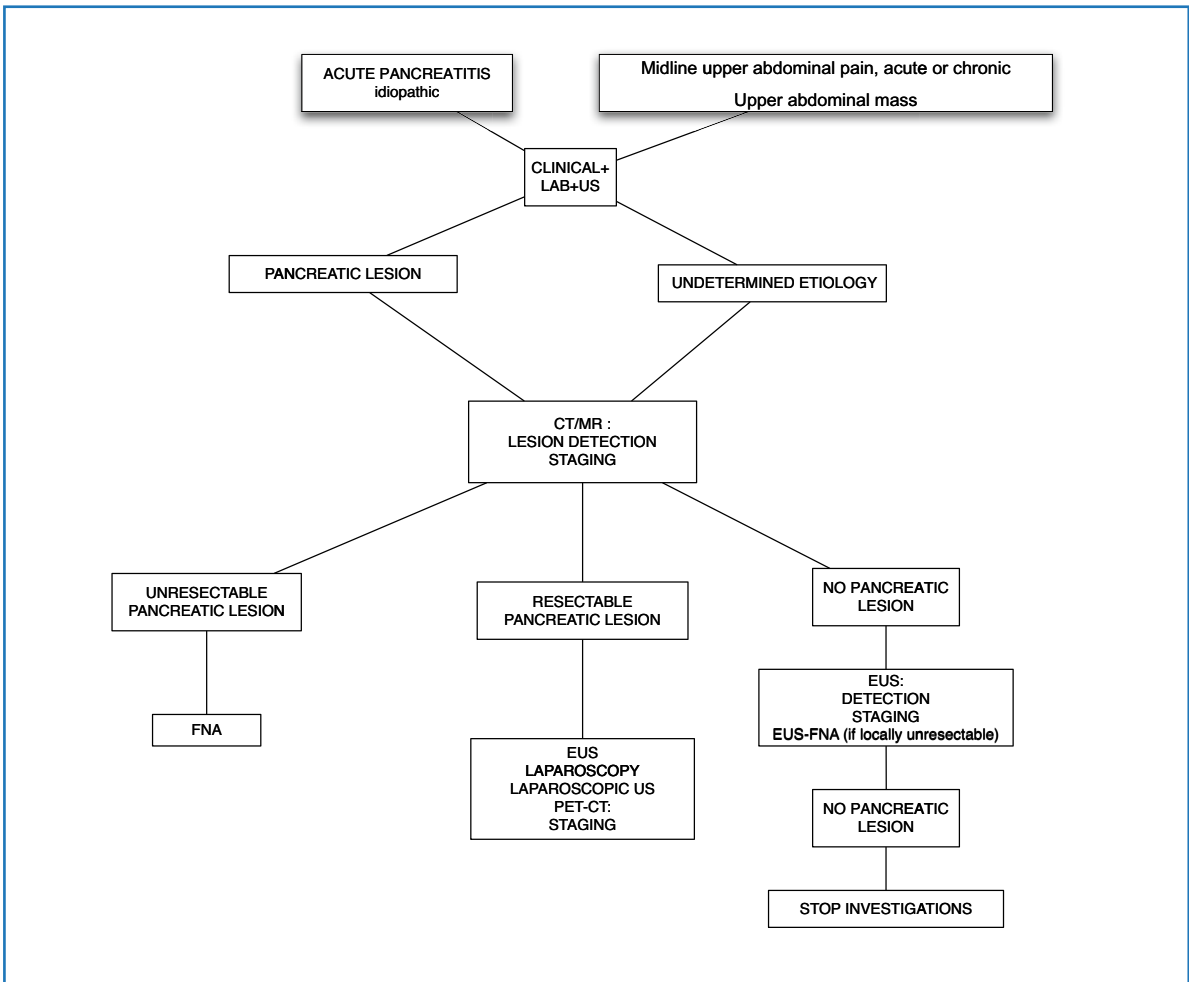 ACUTE PANCREATITIS
idiopathic
Midline upper abdominal pain, acute or chronic
Upper abdominal mass
CLINICAL+
LAB+US
PANCREATIC LESION
UNDETERMINED ETIOLOGY
CT/MR :
LESION DETECTION
STAGING
UNRESECTABLE
PANCREATIC LESION
RESECTABLE
PANCREATIC LESION
NO PANCREATIC
LESION
FNA
EUS
LAPAROSCOPY
LAPAROSCOPIC US
PET-CT:
STAGING
EUS:
DETECTION
STAGING
EUS-FNA (if locally unresectable)
NO PANCREATIC
LESION
STOP INVESTIGATIONS